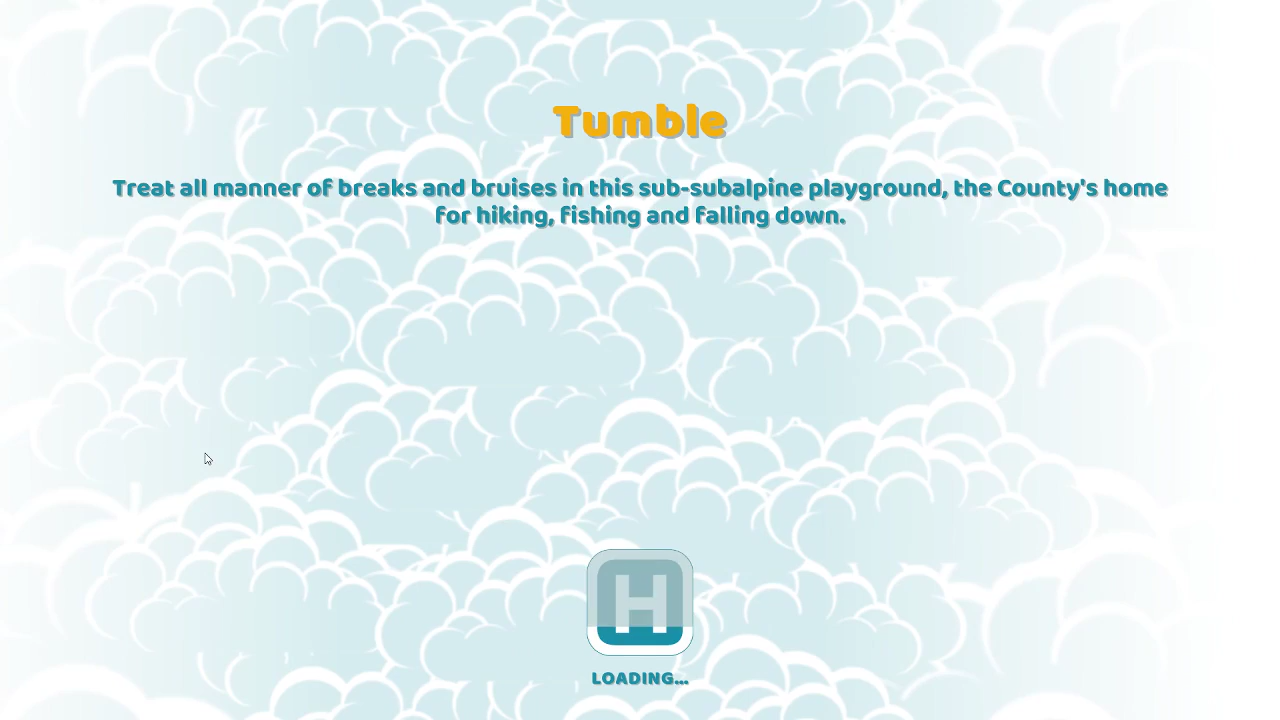 Tumble
Treat all manner of breaks and bruises in this sub-subalpine playground, the County's home
for hiking, fishing and falling down.
H
LOADING...